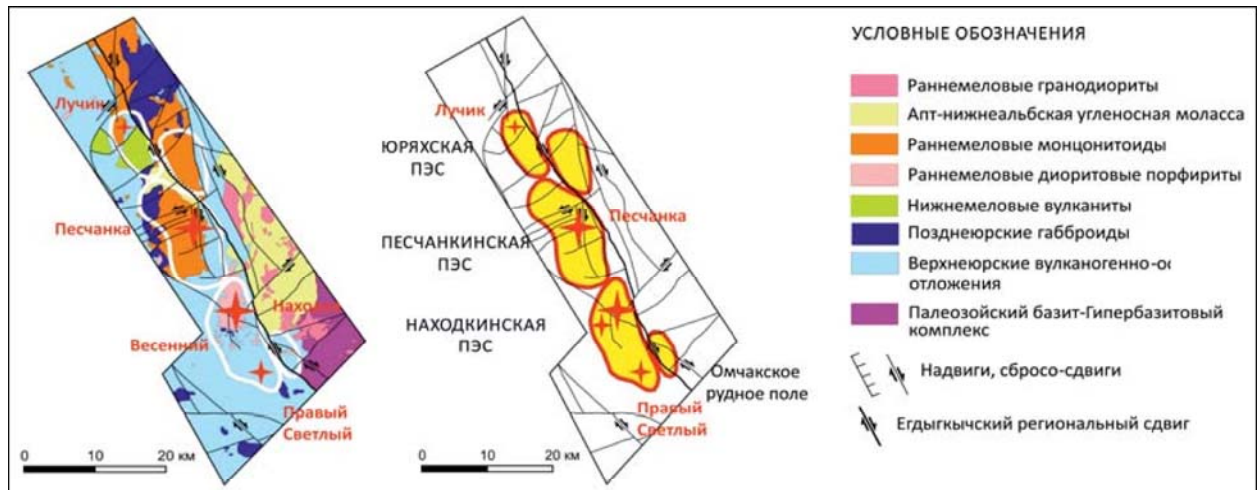 Лучик
Песчанка
Весенний
Правый
Светлый
0 10 20 км
Лучик
ЮРЯХСКАЯ
ПЭС
Песчанка
ПЕСЧАНКИНСКАЯ
ПЭС
НАХОДКИНСКАЯ
ПЭС
Омчакское
рудное поле
Правый
Светлый
0 10 20 км
УСЛОВНЫЕ ОБОЗНАЧЕНИЯ
Раннемеловые гранодиориты
Апт-нижнеальбская угленосная моласса
Раннемеловые монцонитоиды
Раннемеловые диоритовые порфириты
Нижнемеловые вулканиты
Позднеюрские габброиды
Верхнеюрские вулканогенно-ос
отложения
Палеозойский базит-Гипербазитовый
комплекс
Надвиги, сбросо-сдвиги
Егдыгкычский региональный сдвиг